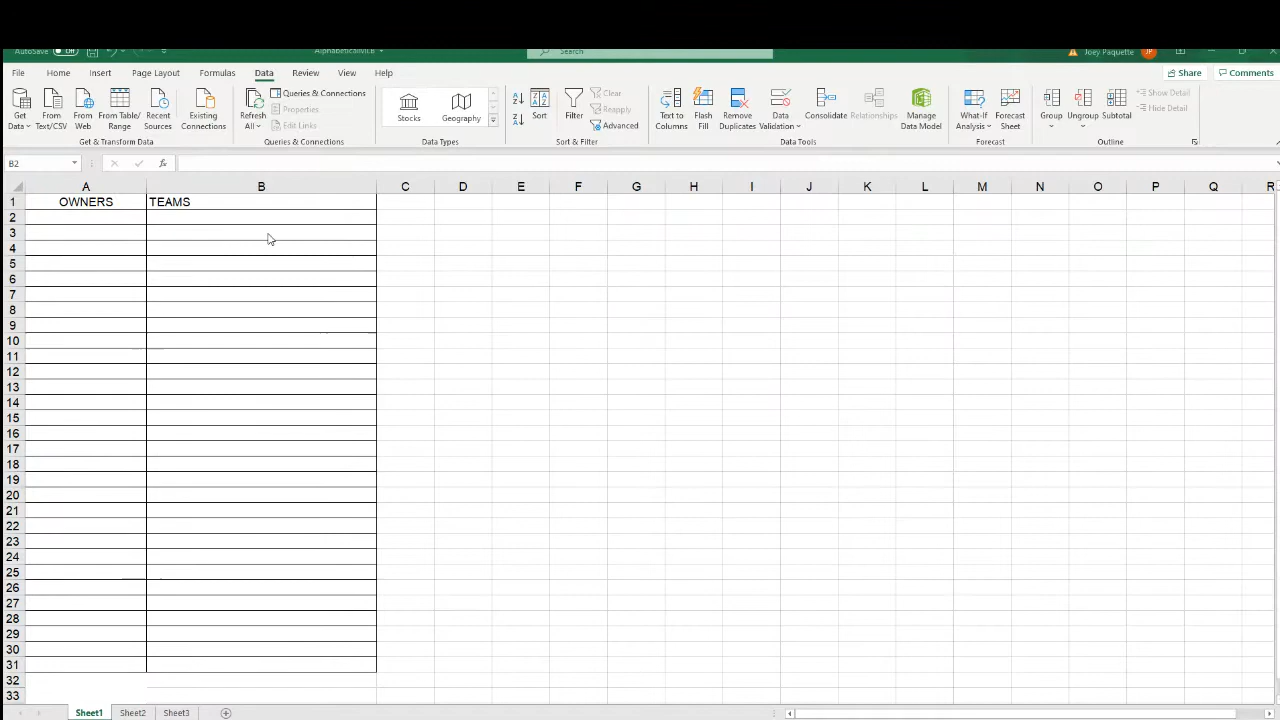 AutoSave Off AlphabeticalMLB Search Joey Paquette JP
File Home Insert Page Layout Formulas Data Review View Help Share Comments
Get Data
From Text/CSV
From Web
From Table/Range
Recent Sources
Existing Connections
Get & Transform Data
Refresh All
Queries & Connections
Properties
Edit Links
Queries & Connections
Stocks
Geography
Data Types
Sort
Filter
Clear
Reapply
Advanced
Sort & Filter
Text to Columns
Flash Fill
Remove Duplicates
Data Validation
Consolidate
Relationships
Manage Data Model
Data Tools
What-If Analysis
Forecast Sheet
Forecast
Group
Ungroup
Subtotal
Show Detail
Hide Detail
Outline
B2 fx
A B C D E F G H I J K L M N O P Q R
1 OWNERS TEAMS
2
3
4
5
6
7
8
9
10
11
12
13
14
15
16
17
18
19
20
21
22
23
24
25
26
27
28
29
30
31
32
33
Sheet1 Sheet2 Sheet3